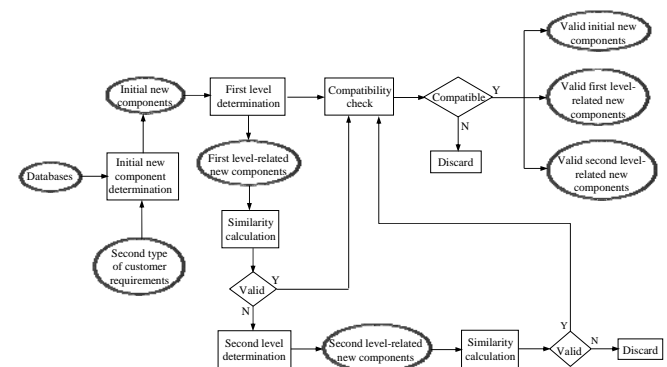 Valid initial new
components
Initial new
components
First level
determination
Compatibility
check
Compatible
Y
N
Valid first level-
related new
components
Discard
Valid second level-
related new
components
Databases
Initial new
component
determination
First level-related
new components
Second type
of customer
requirements
Similarity
calculation
Valid
Y
N
Second level
determination
Second level-related
new components
Similarity
calculation
Y
Valid
N
Discard